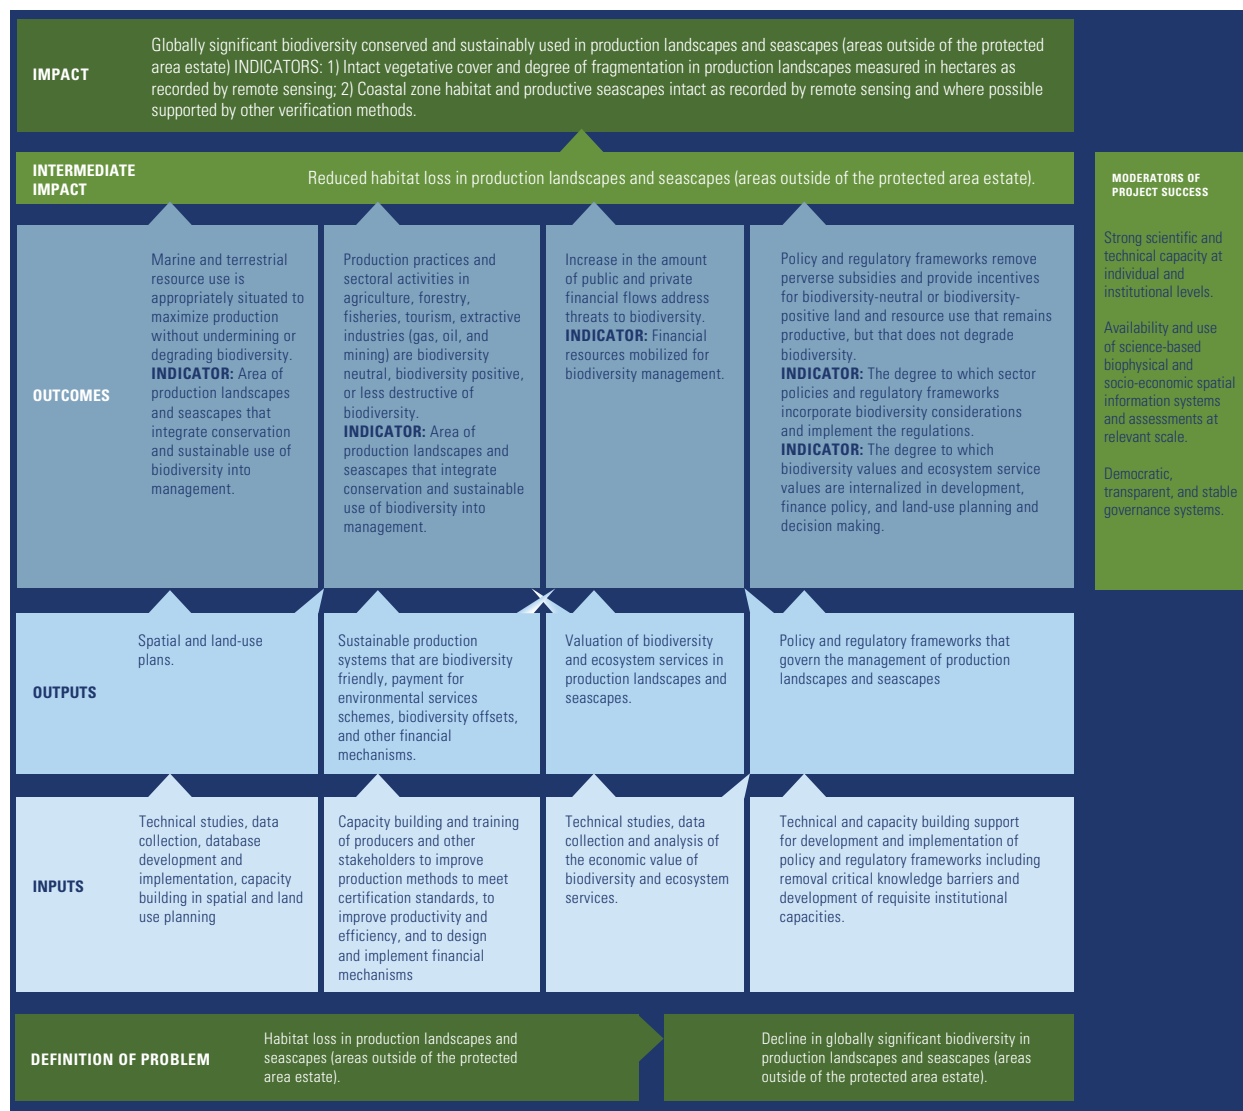 IMPACT
Globally significant biodiversity conserved and sustainably used in production landscapes and seascapes (areas outside of the protected
area estate) INDICATORS: 1) Intact vegetative cover and degree of fragmentation in production landscapes measured in hectares as
recorded by remote sensing; 2) Coastal zone habitat and productive seascapes intact as recorded by remote sensing and where possible
supported by other verification methods.
INTERMEDIATE
IMPACT
Reduced habitat loss in production landscapes and seascapes (areas outside of the protected area estate).
OUTCOMES
Marine and terrestrial
resource use is
appropriately situated to
maximize production
without undermining or
degrading biodiversity.
INDICATOR: Area of
production landscapes
and seascapes that
integrate conservation
and sustainable use of
biodiversity into
management.
Production practices and
sectoral activities in
agriculture, forestry,
fisheries, tourism, extractive
industries (gas, oil, and
mining) are biodiversity
neutral, biodiversity positive,
or less destructive of
biodiversity.
INDICATOR: Area of
production landscapes and
seascapes that integrate
conservation and sustainable
use of biodiversity into
management.
Increase in the amount
of public and private
financial flows address
threats to biodiversity.
INDICATOR: Financial
resources mobilized for
biodiversity management.
Policy and regulatory frameworks remove
perverse subsidies and provide incentives
for biodiversity-neutral or biodiversity-
positive land and resource use that remains
productive, but that does not degrade
biodiversity.
INDICATOR: The degree to which sector
policies and regulatory frameworks
incorporate biodiversity considerations
and implement the regulations.
INDICATOR: The degree to which
biodiversity values and ecosystem service
values are internalized in development,
finance policy, and land-use planning and
decision making.
MODERATORS OF
PROJECT SUCCESS
Strong scientific and
technical capacity at
individual and
institutional levels.
Availability and use
of science-based
biophysical and
socio-economic spatial
information systems
and assessments at
relevant scale.
Democratic,
transparent, and stable
governance systems.
OUTPUTS
Spatial and land-use
plans.
Sustainable production
systems that are biodiversity
friendly, payment for
environmental services
schemes, biodiversity offsets,
and other financial
mechanisms.
Valuation of biodiversity
and ecosystem services in
production landscapes and
seascapes.
Policy and regulatory frameworks that
govern the management of production
landscapes and seascapes
INPUTS
Technical studies, data
collection, database
development and
implementation, capacity
building in spatial and land
use planning
Capacity building and training
of producers and other
stakeholders to improve
production methods to meet
certification standards, to
improve productivity and
efficiency, and to design
and implement financial
mechanisms
Technical studies, data
collection and analysis of
the economic value of
biodiversity and ecosystem
services.
Technical and capacity building support
for development and implementation of
policy and regulatory frameworks including
removal critical knowledge barriers and
development of requisite institutional
capacities.
DEFINITION OF PROBLEM
Habitat loss in production landscapes and
seascapes (areas outside of the protected
area estate).
Decline in globally significant biodiversity in
production landscapes and seascapes (areas
outside of the protected area estate).